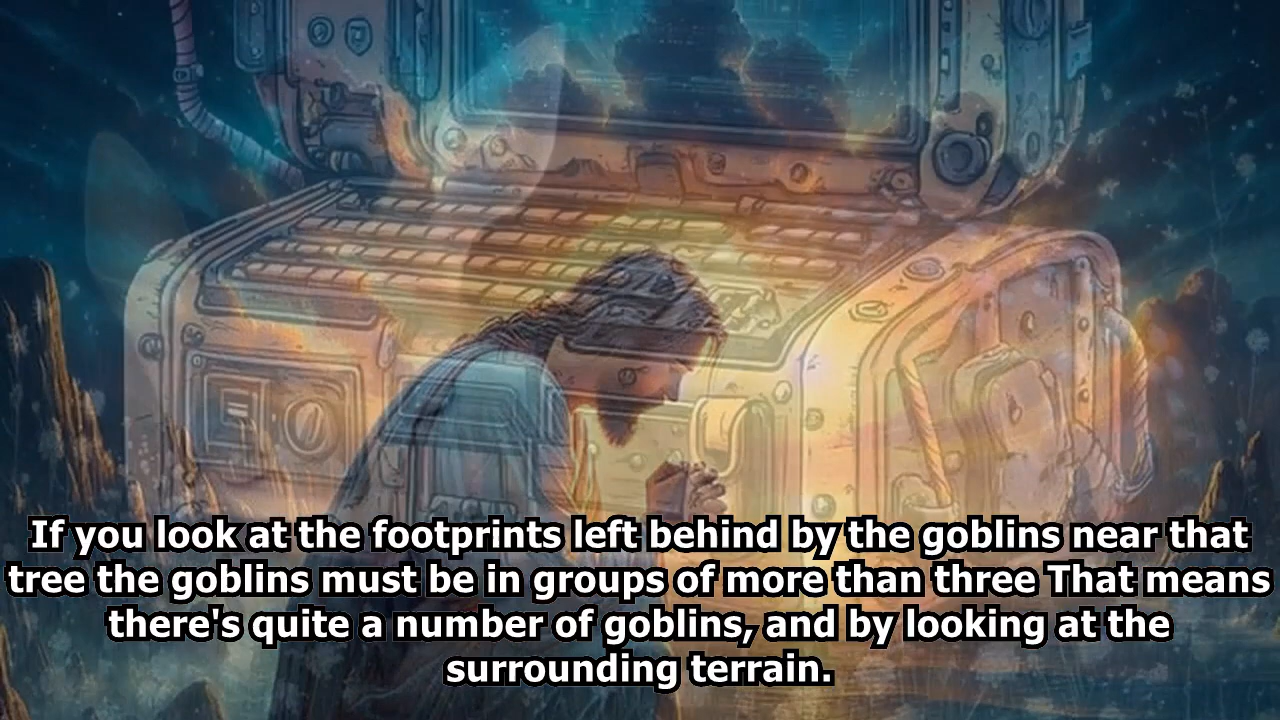 If you look at the footprints left behind by the goblins near that
tree the goblins must be in groups of more than three That means
there's quite a number of goblins, and by looking at the
surrounding terrain.